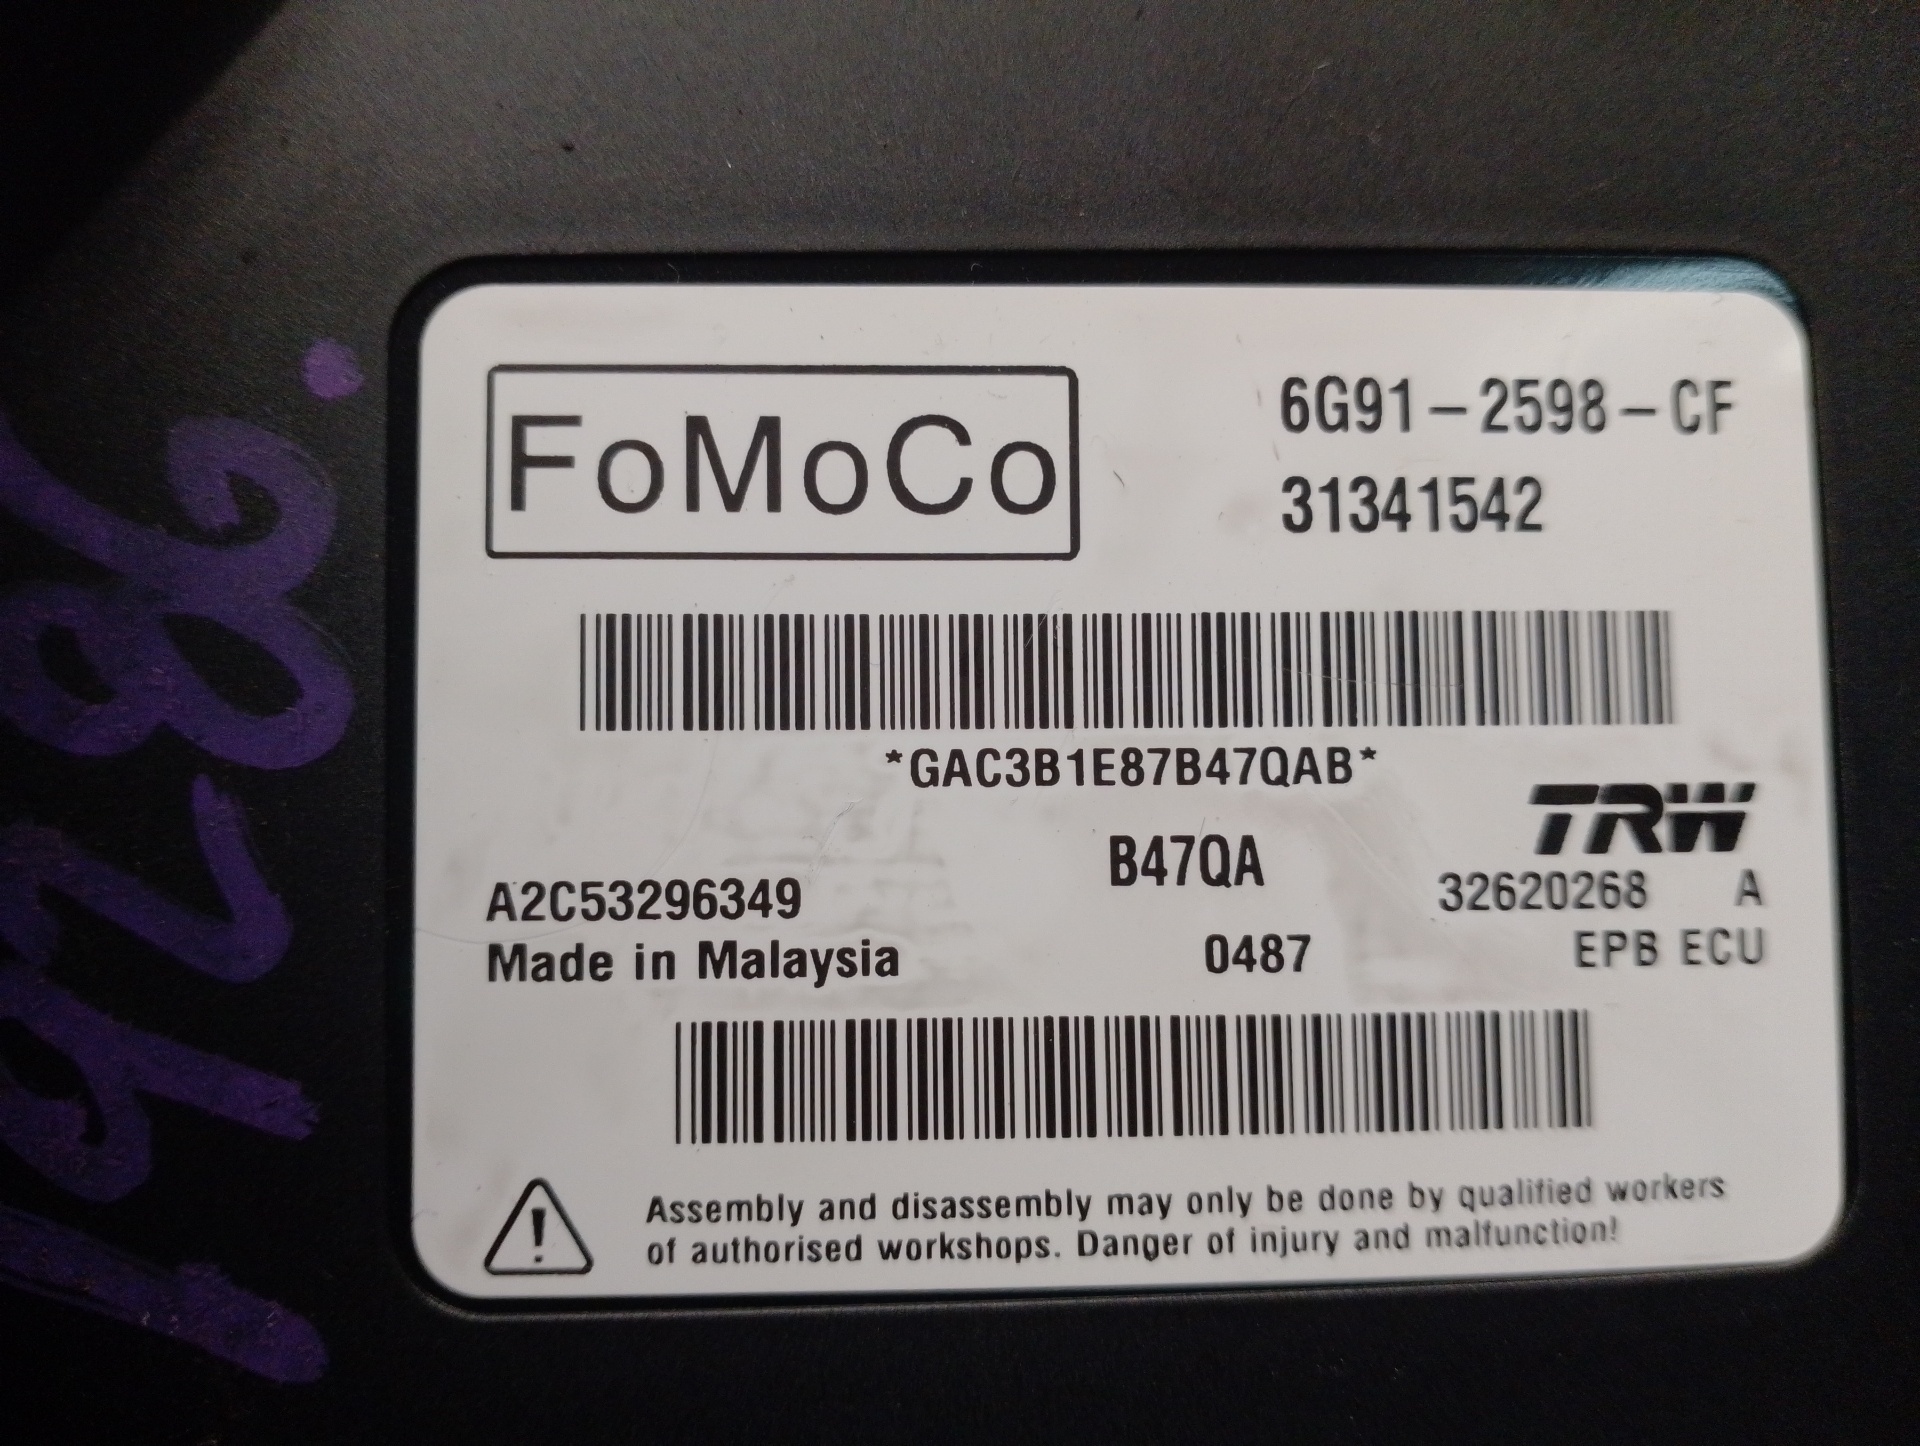 FoMoCo
6G91-2598-CF
31341542
*GAC3B1E87B47QAB*
TRW
B47QA
32620268 A
A2C53296349
Made in Malaysia
0487
EPB ECU
Assembly and disassembly may only be done by qualified workers
of authorised workshops. Danger of injury and malfunction!